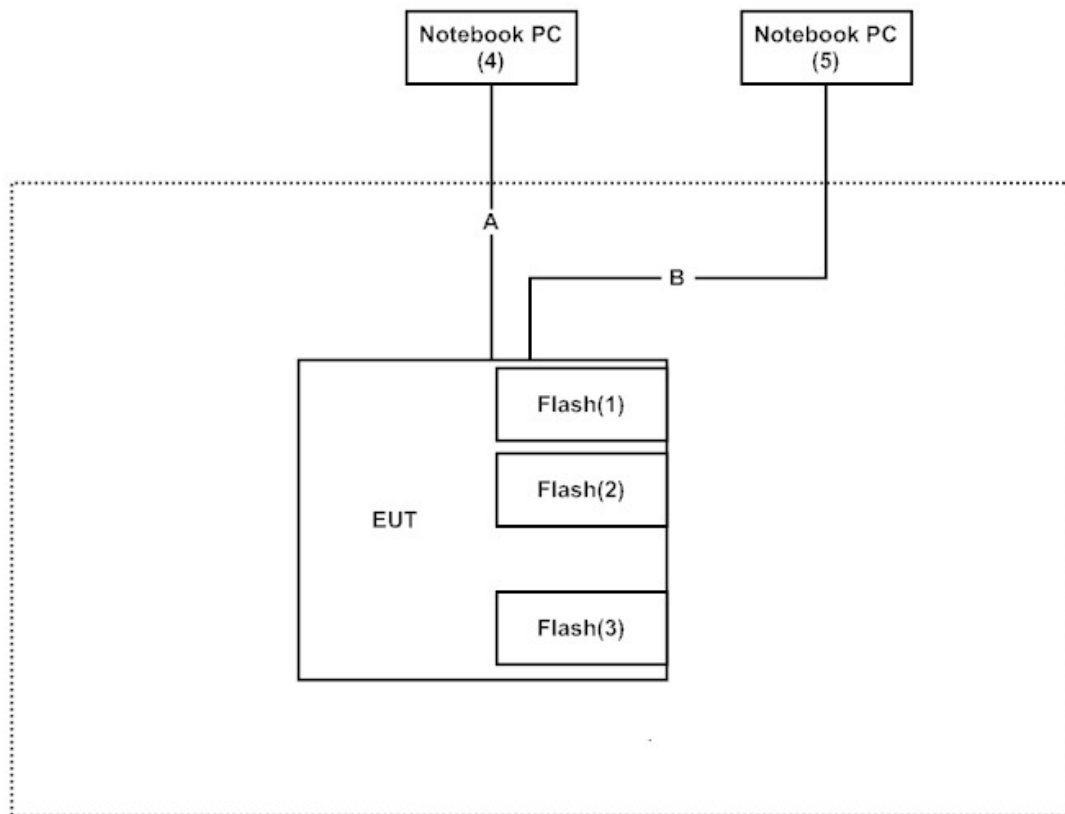 Notebook PC
(4)
Notebook PC
(5)
A
B
Flash(1)
Flash(2)
EUT
Flash(3)